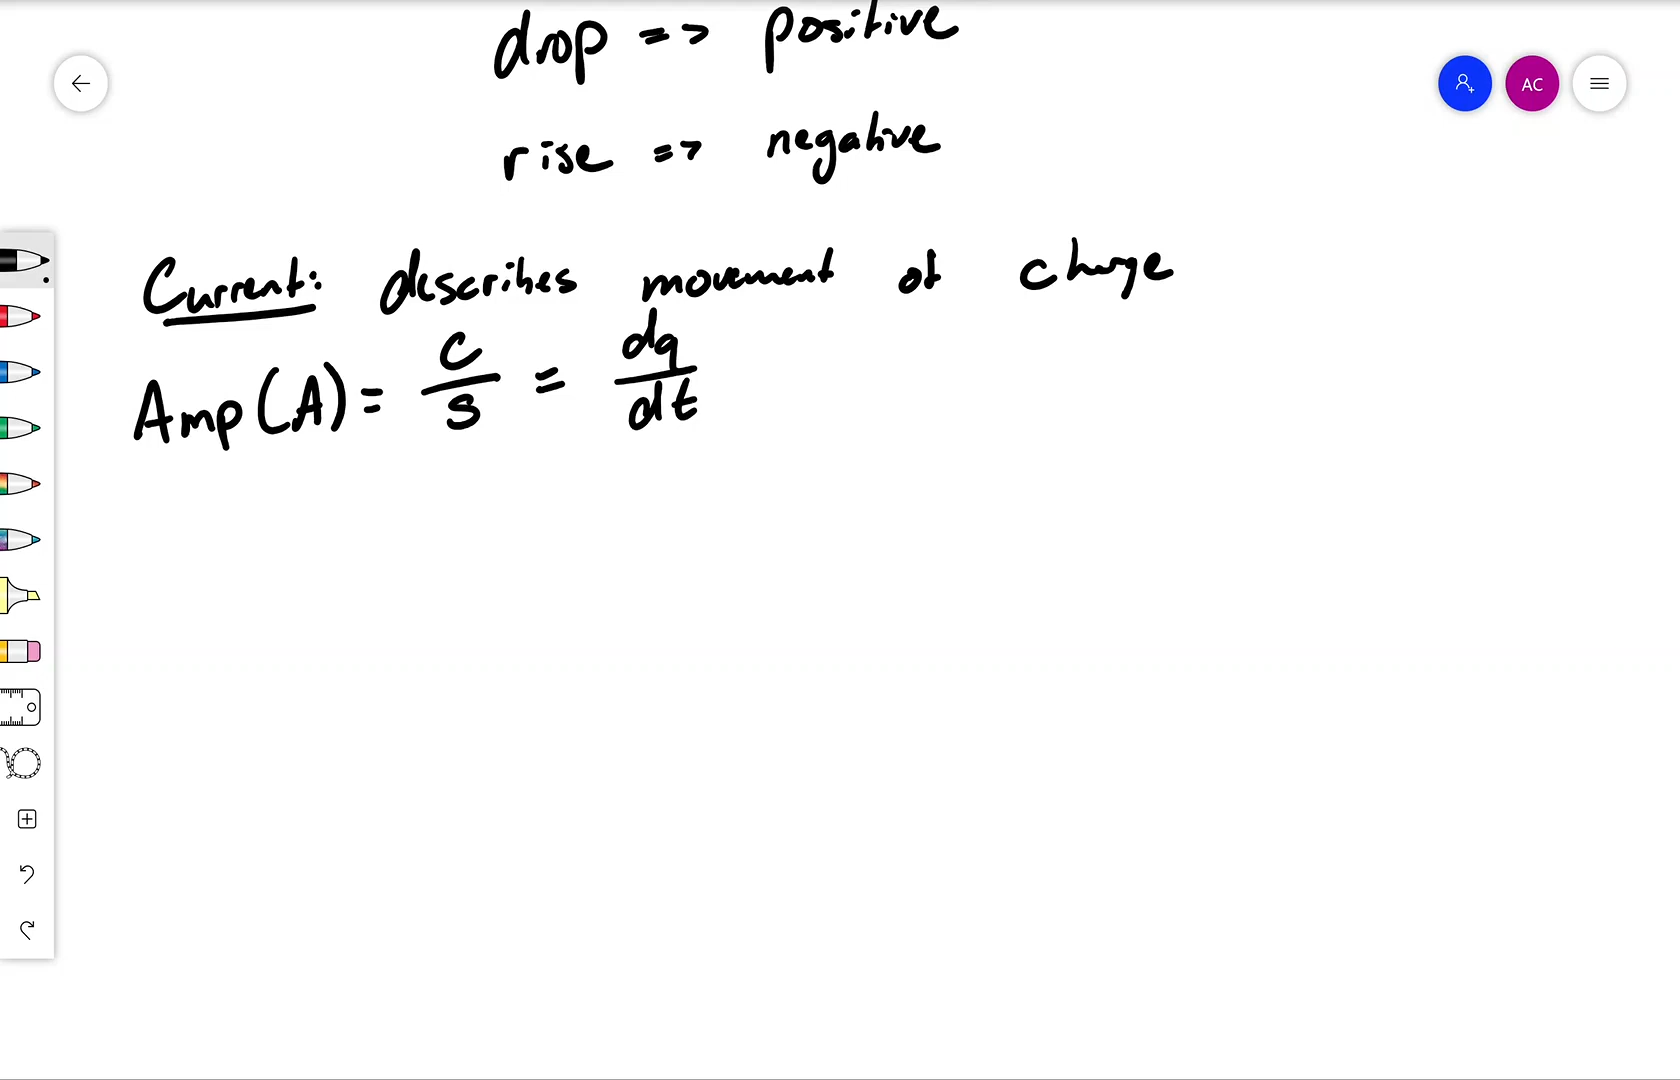 drop => positive
AC
rise => negative
Current: describes movement of charge
Amp (A) = C/s = dq/dt